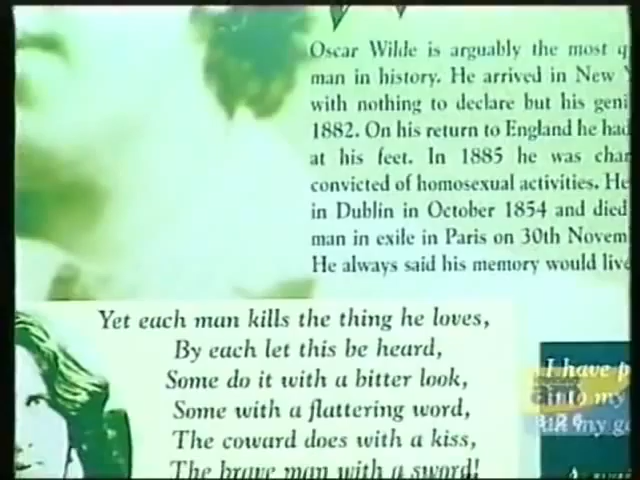 Oscar Wilde is arguably the most q
man in history. He arrived in New Y
with nothing to declare but his geni
1882. On his return to England he had
at his feet. In 1885 he was char
convicted of homosexual activities. He
in Dublin in October 1854 and died
man in exile in Paris on 30th Novem
He always said his memory would live
Yet each man kills the thing he loves,
By each let this be heard,
Some do it with a bitter look,
Some with a flattering word,
The coward does with a kiss,
The brave man with a sword!
I have p
into my
my g